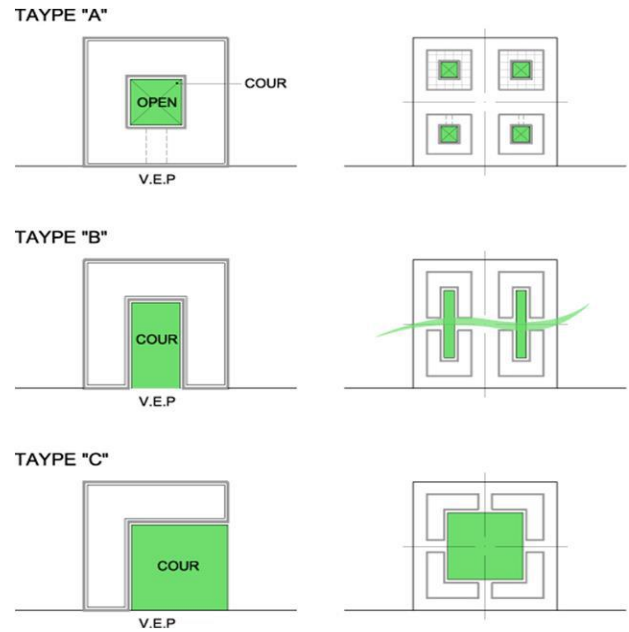 TAYPE "A"
COUR
OPEN
V.E.P
TAYPE "B"
COUR
V.E.P
TAYPE "C"
COUR
V.E.P